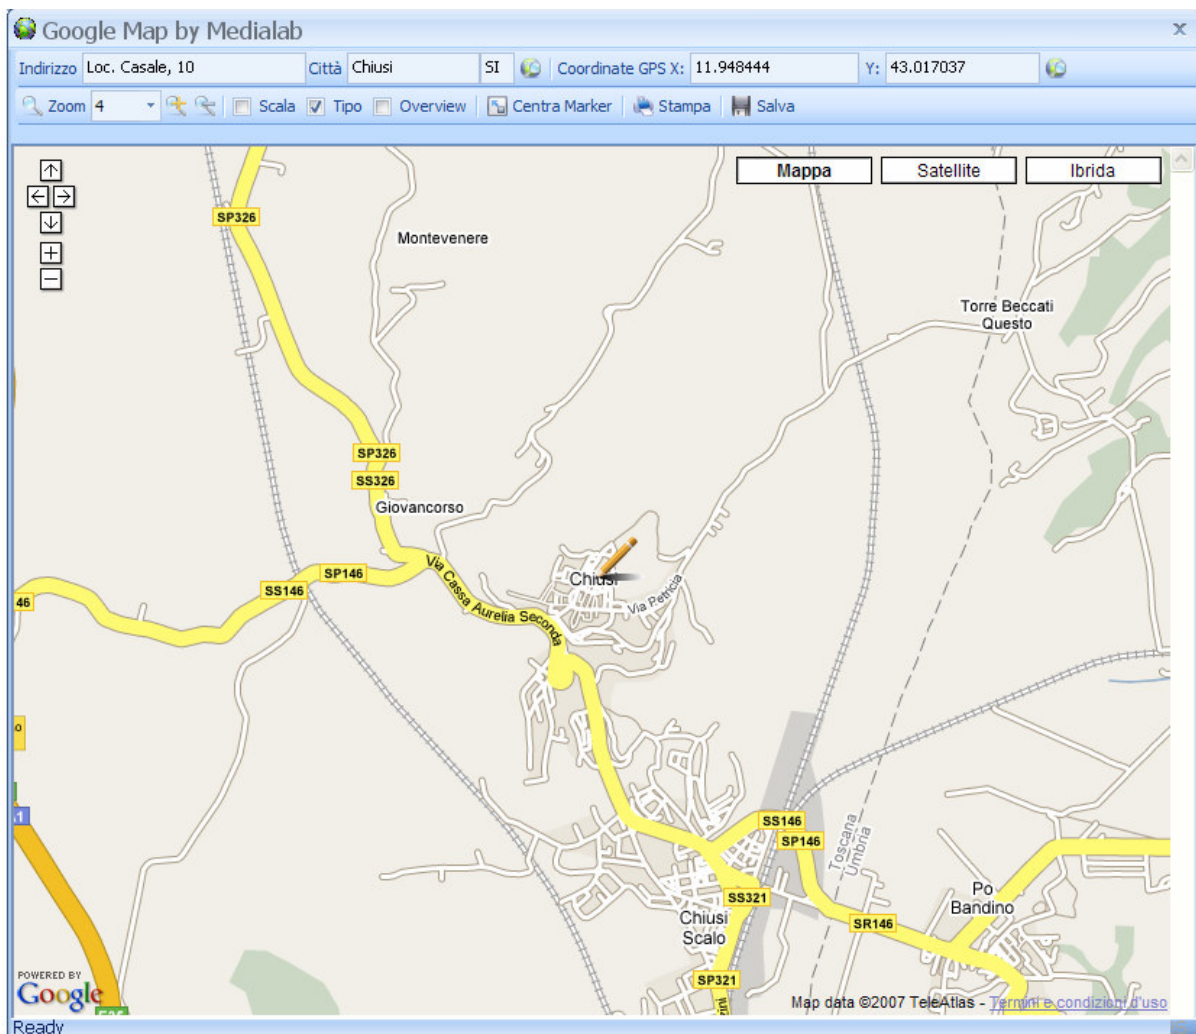 Google Map by Medialab
Indirizzo Loc. Casale, 10 Città Chiusi SI Coordinate GPS X: 11.948444 Y: 43.017037
Zoom 4 Scala Tipo Overview Centra Marker Stampa Salva
Mappa Satellite Ibrida
SP326
Montevenere
Torre Beccati
Questo
SP326
SS326
Giovancorso
SP146
SS146
46
Via Cassa Aurelia Seconda
Chiusi
Via Petricia
SS146
SP146
Toscana
Umbria
SS321
Chiusi
Scalo
Po
Bandino
SR146
SP321
POWERED BY
Google
Map data ©2007 TeleAtlas - Termini e condizioni d'uso
Ready